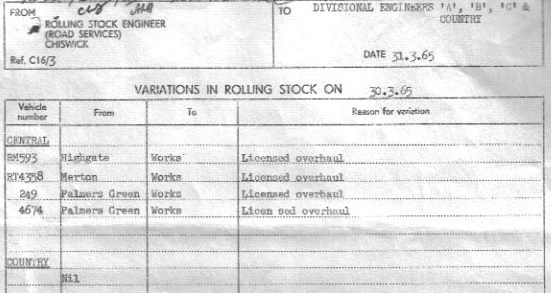 FROM
ROLLING STOCK ENGINEER
(ROAD SERVICES)
CHISWICK
Ref. C16/3
TO DIVISIONAL ENGINEERS 'A', 'B', 'C' &
COUNTRY
DATE 31.3.65
VARIATIONS IN ROLLING STOCK ON 30.3.65
Vehicle number From To Reason for variation
CENTRAL
RM593 Highgate Works Licensed overhaul
RT4358 Merton Works Licensed overhaul
249 Palmers Green Works Licensed overhaul
4674 Palmers Green Works Licen sed overhaul
COUNTRY
Nil